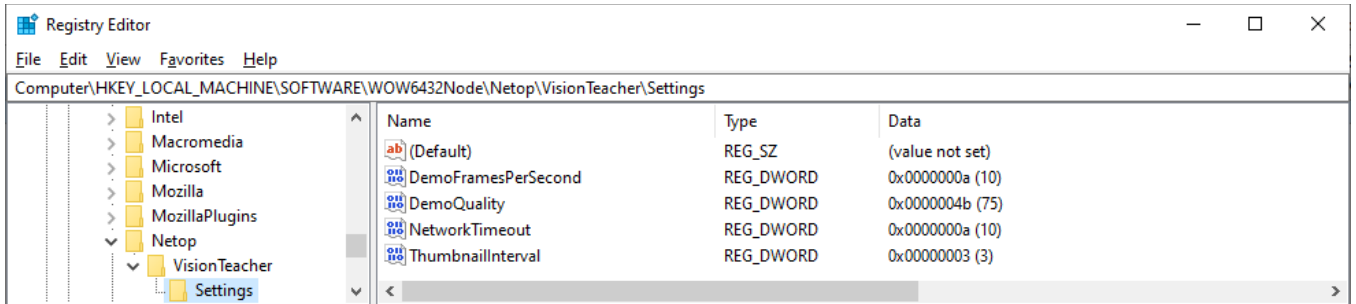 Registry Editor
File Edit View Favorites Help
Computer\HKEY_LOCAL_MACHINE\SOFTWARE\WOW6432Node\Netop\VisionTeacher\Settings
Intel
Macromedia
Microsoft
Mozilla
MozillaPlugins
Netop
VisionTeacher
Settings
Name Type Data
(Default) REG_SZ (value not set)
DemoFramesPerSecond REG_DWORD 0x0000000a (10)
DemoQuality REG_DWORD 0x0000004b (75)
NetworkTimeout REG_DWORD 0x0000000a (10)
ThumbnailInterval REG_DWORD 0x00000003 (3)